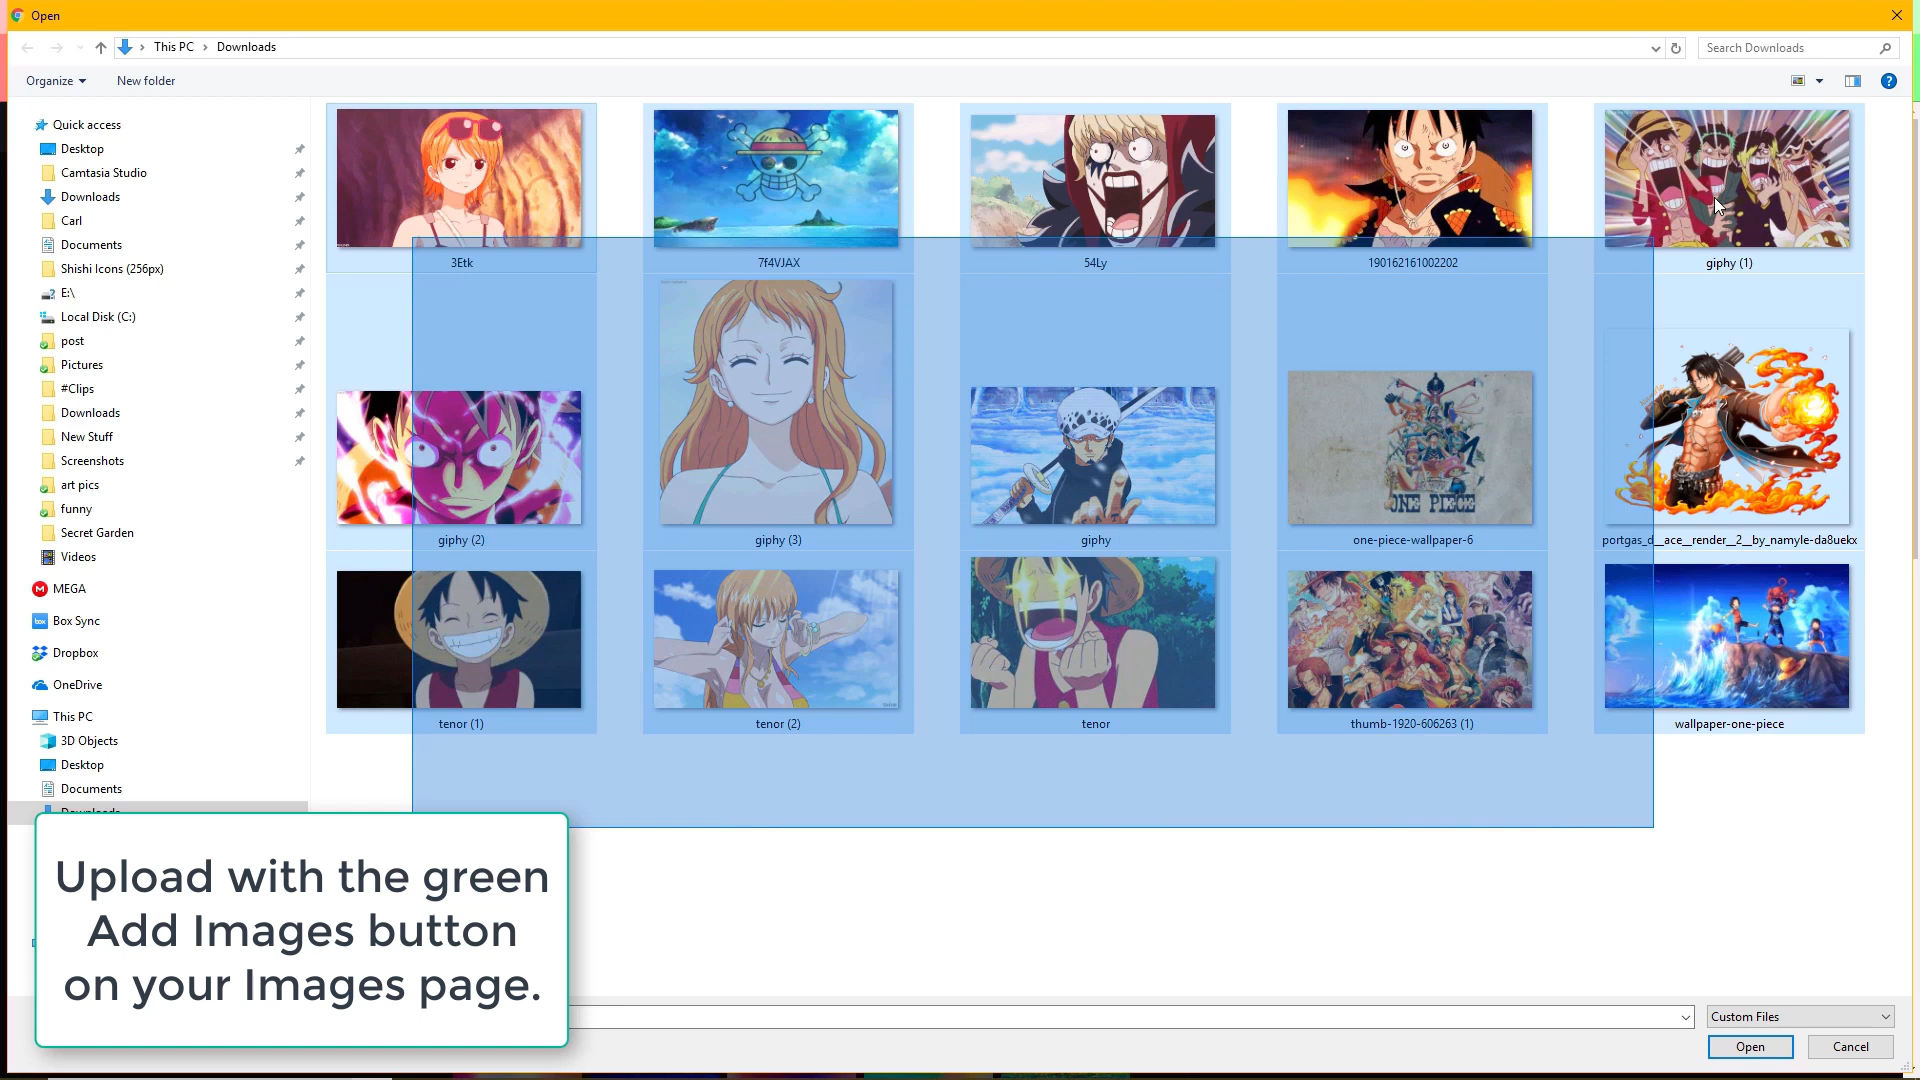 Open
This PC
Downloads
Search Downloads
Organize
New folder
Quick access
Desktop
Camtasia Studio
Downloads
Carl
Documents
Shishi Icons (256px)
E:\
Local Disk (C:)
post
Pictures
#Clips
Downloads
New Stuff
Screenshots
art pics
funny
Secret Garden
Videos
MEGA
Box Sync
Dropbox
OneDrive
This PC
3D Objects
Desktop
Documents
Downloads
3Etk
7f4VJAX
54Ly
190162161002202
giphy (1)
ONE PIECE
giphy (2)
giphy (3)
giphy
one-piece-wallpaper-6
portgas_d__ace__render__2__by_namyle-da8uekx
tenor (1)
tenor (2)
tenor
thumb-1920-606263 (1)
wallpaper-one-piece
Upload with the green
Add Images button
on your Images page.
Custom Files
Open
Cancel